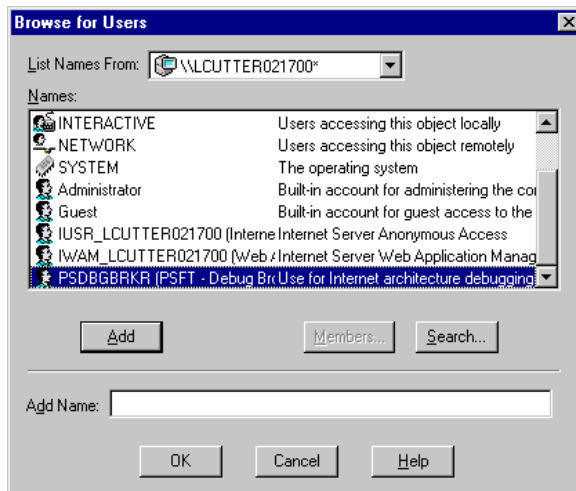 Browse for Users
List Names From: \\LCUTTER021700*
Names:
INTERACTIVE Users accessing this object locally
NETWORK Users accessing this object remotely
SYSTEM The operating system
Administrator Built-in account for administering the co
Guest Built-in account for guest access to the
IUSR_LCUTTER021700 (Interne Internet Server Anonymous Access
IWAM_LCUTTER021700 (Web A Internet Server Web Application Manag
PSDBGBRKR (PSFT - Debug Bro Use for Internet architecture debugging
Add Members... Search...
Add Name:
OK Cancel Help